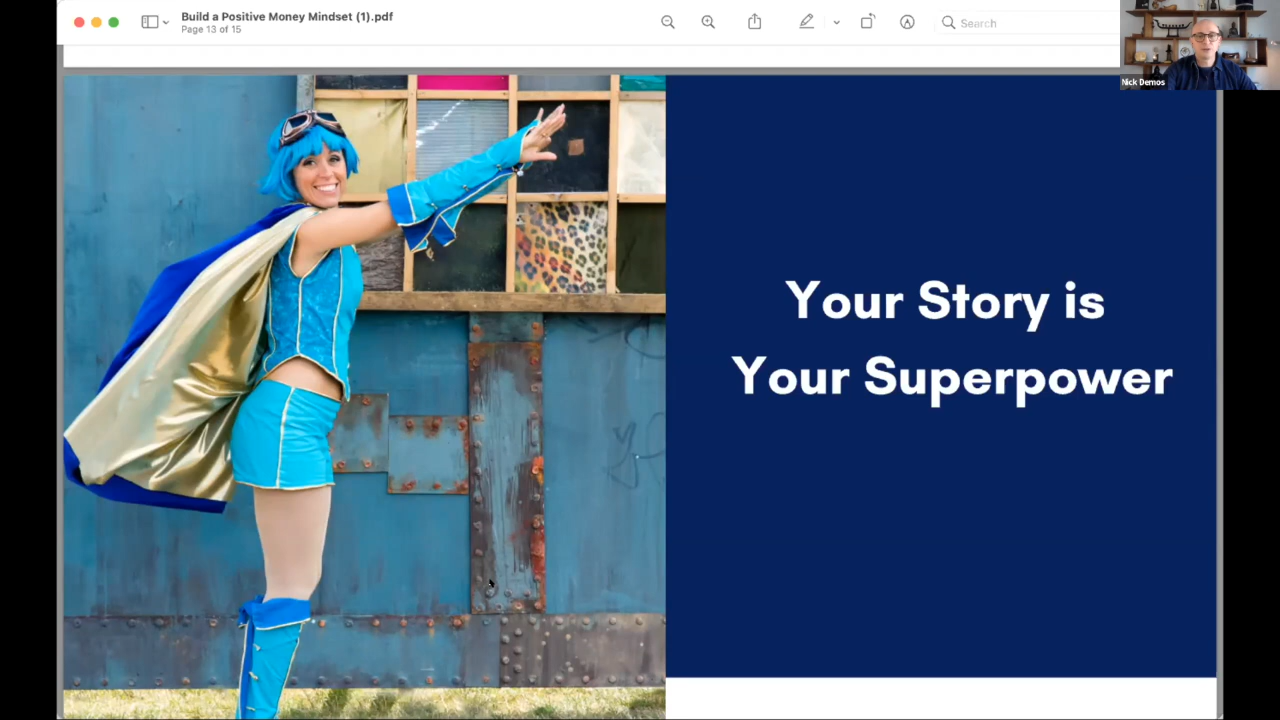 Build a Positive Money Mindset (1).pdf
Page 13 of 15
Search
Nick Demos
Your Story is
Your Superpower